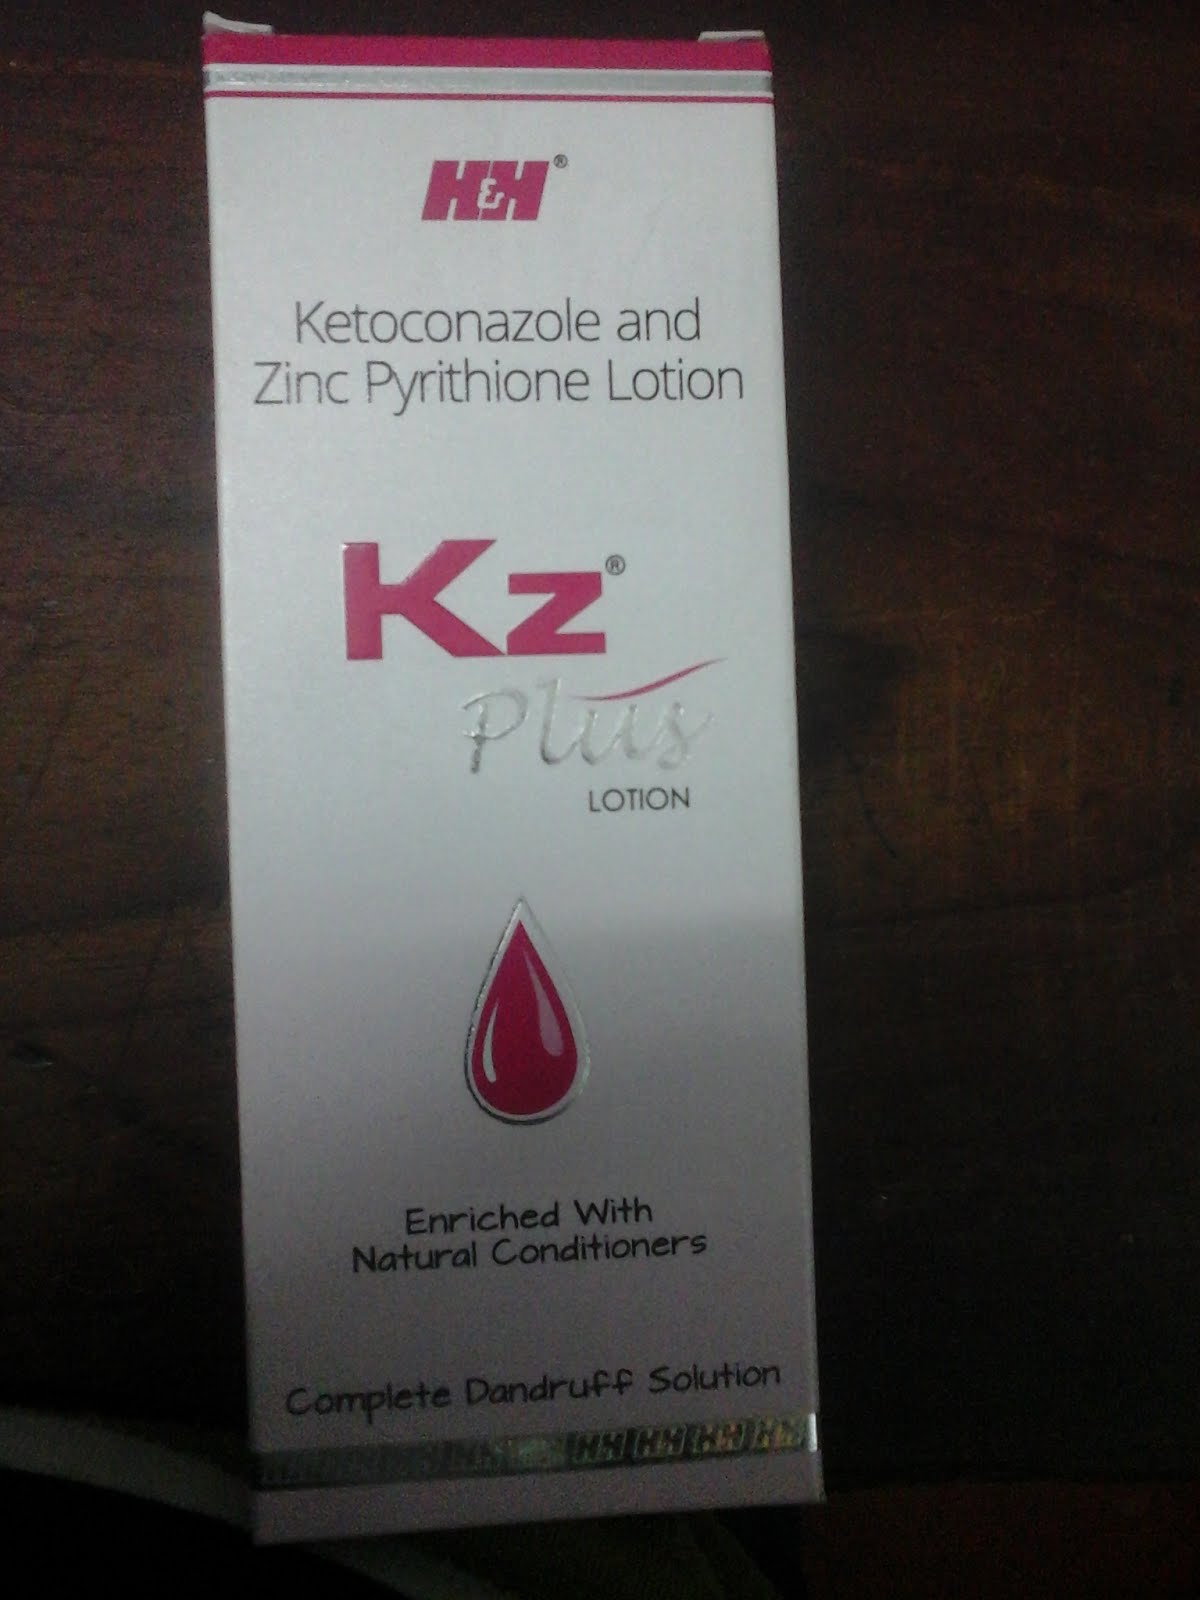 H&H®
Ketoconazole and
Zinc Pyrithione Lotion
Kz®
Plus
LOTION
Enriched With
Natural Conditioners
Complete Dandruff Solution